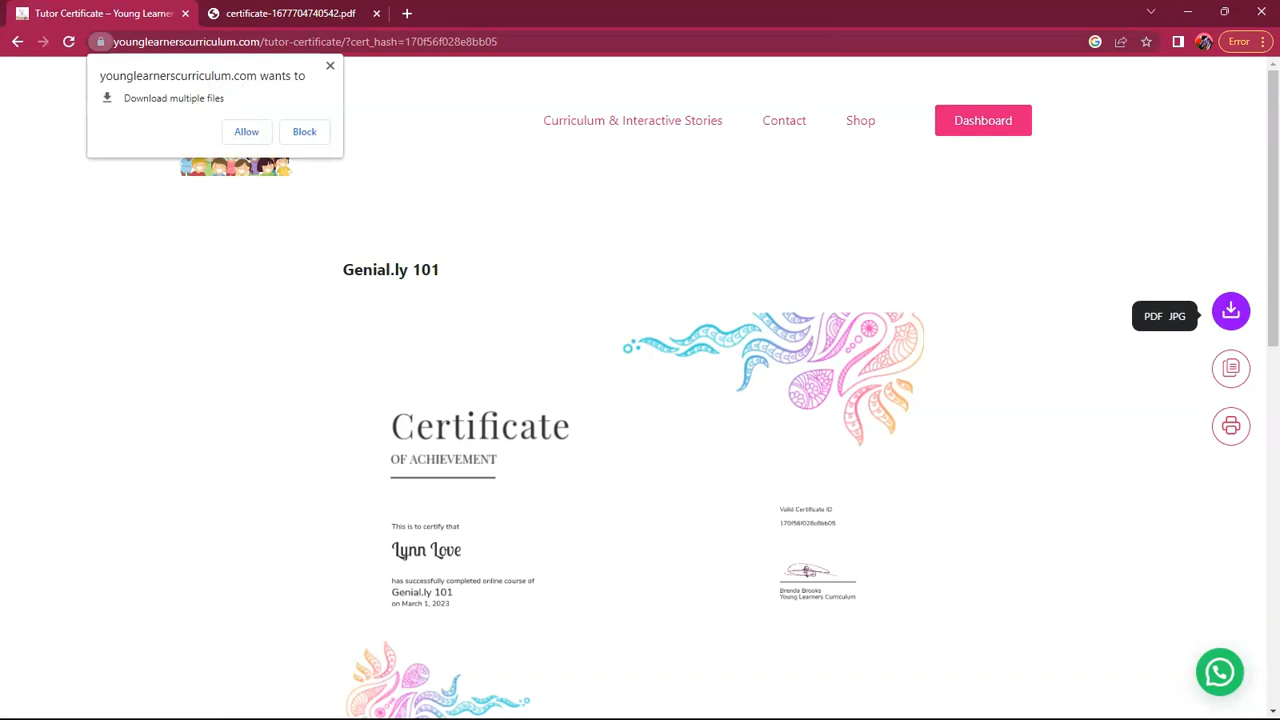 Tutor Certificate – Young Learner
certificate-1677704740542.pdf
younglearnerscurriculum.com/tutor-certificate/?cert_hash=170f56f028e8bb05
Error
younglearnerscurriculum.com wants to
Download multiple files
Allow
Block
Curriculum & Interactive Stories
Contact
Shop
Dashboard
Genial.ly 101
PDF JPG
Certificate
OF ACHIEVEMENT
This is to certify that
Lynn Love
has successfully completed online course of
Genial.ly 101
on March 1, 2023
Valid Certificate ID
170f56f028e8bb05
Brenda Brooks
Young Learners Curriculum